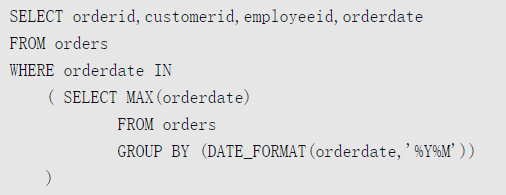 SELECT orderid,customerid,employeeid,orderdate
FROM orders
WHERE orderdate IN
( SELECT MAX(orderdate)
FROM orders
GROUP BY (DATE_FORMAT(orderdate,'%Y%M'))
)